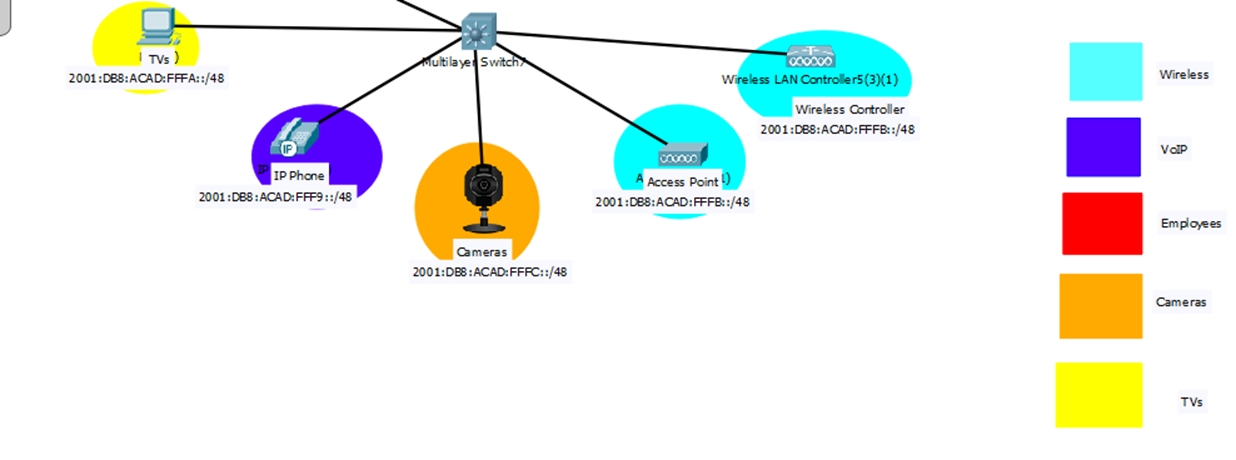 TVs )
2001:DB8:ACAD:FFFA::/48
Multilayer Switch7
Wireless LAN Controller5(3)(1)
Wireless Controller
2001:DB8:ACAD:FFFB::/48
IP
IP Phone
2001:DB8:ACAD:FFF9::/48
Access Point
2001:DB8:ACAD:FFFB::/48
Cameras
2001:DB8:ACAD:FFFC::/48
Wireless
VoIP
Employees
Cameras
TVs